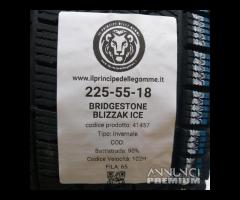 IL PRINCIPE DELLE GOMME
www.ilprincipedellegomme.it
225-55-18
BRIDGESTONE
BLIZZAK ICE
codice prodotto: 41457
Tipo: Invernale
COD:
Battistrada: 90%
Codice Velocità: 102H
FILA: 65
ANNUNCI
PREMIUM